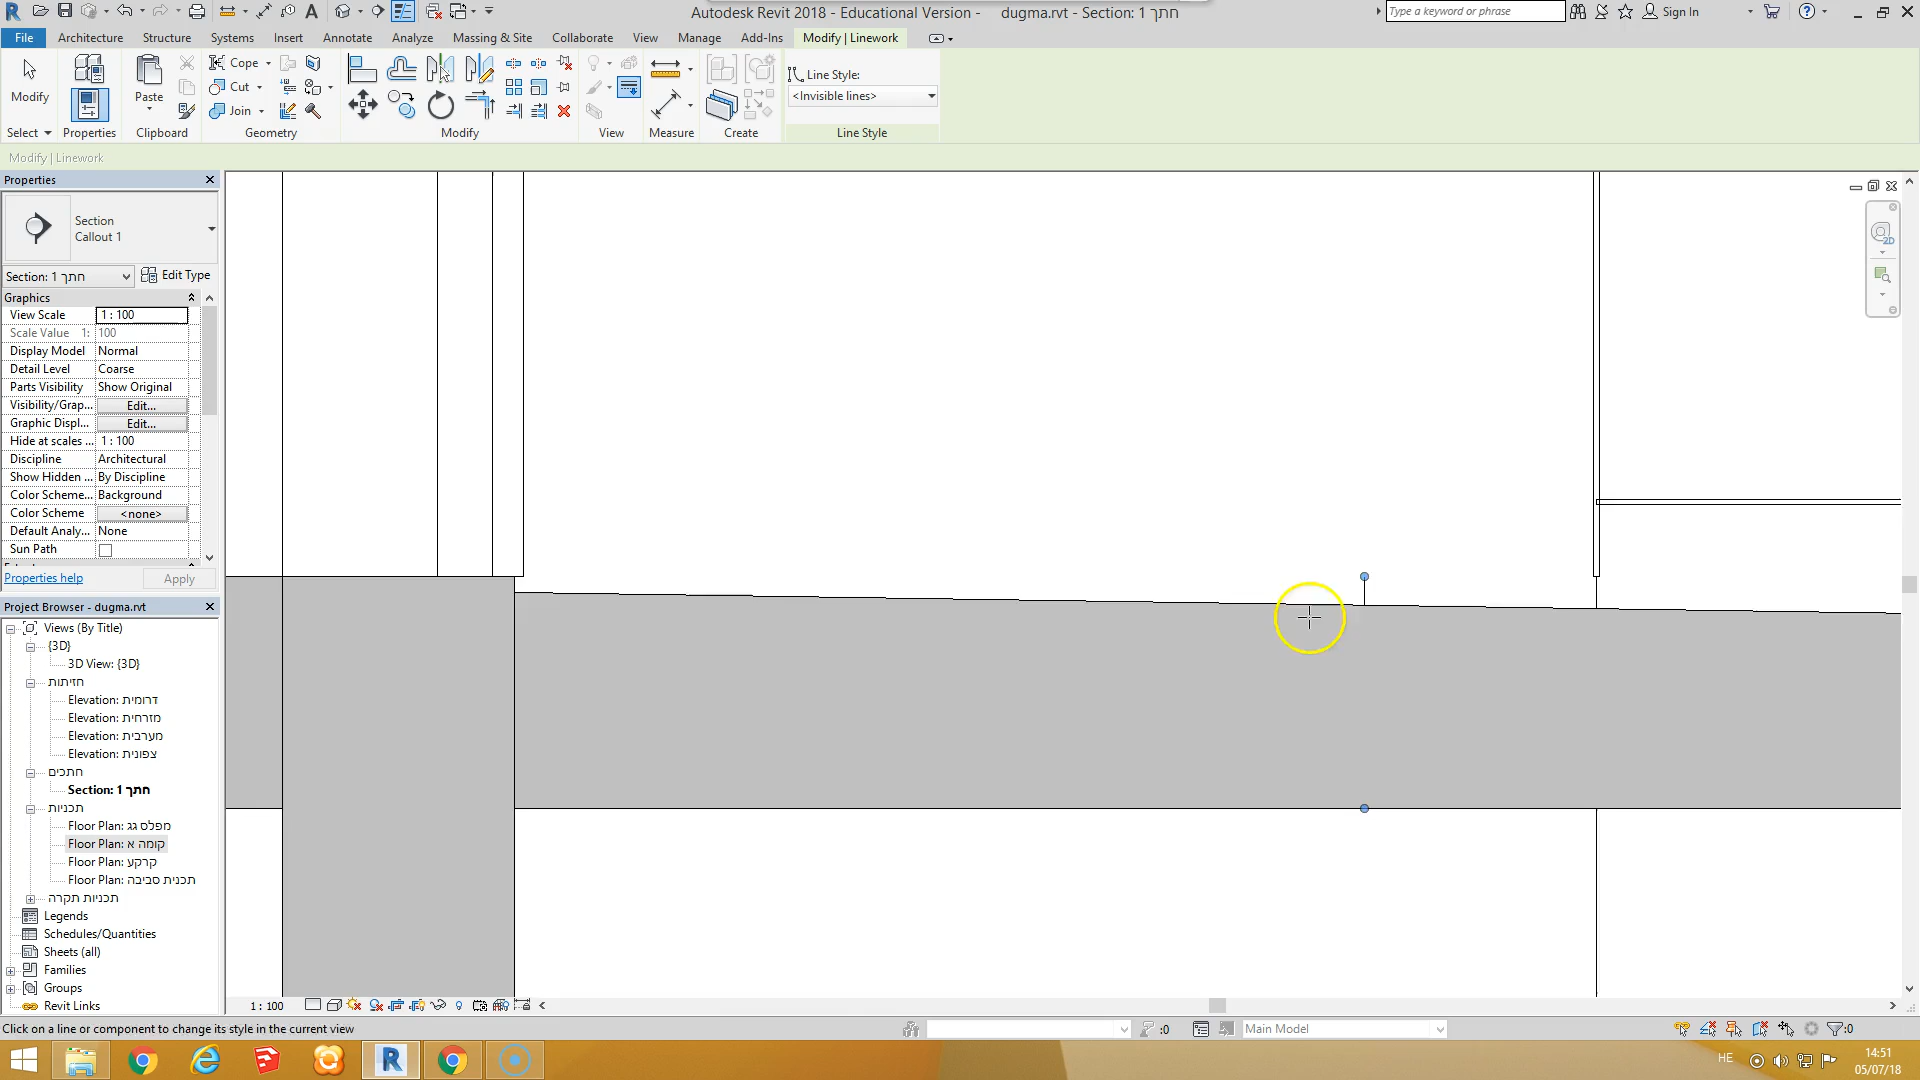 Autodesk Revit 2018 - Educational Version - dugma.rvt - Section: חתך 1
Type a keyword or phrase
Sign In
File Architecture Structure Systems Insert Annotate Analyze Massing & Site Collaborate View Manage Add-Ins Modify | Linework
Modify
Paste
Cope
Cut
Join
Line Style:
<Invisible lines>
Select Properties Clipboard Geometry Modify View Measure Create Line Style
Modify | Linework
Properties
Section
Callout 1
Section: חתך 1
Edit Type
Graphics
View Scale 1 : 100
Scale Value 1: 100
Display Model Normal
Detail Level Coarse
Parts Visibility Show Original
Visibility/Grap... Edit...
Graphic Displ... Edit...
Hide at scales ... 1 : 100
Discipline Architectural
Show Hidden ... By Discipline
Color Scheme... Background
Color Scheme <none>
Default Analy... None
Sun Path
Properties help
Apply
Project Browser - dugma.rvt
Views (By Title)
{3D}
3D View: {3D}
חזיתות
Elevation: דרומית
Elevation: מזרחית
Elevation: מערבית
Elevation: צפונית
חתכים
Section: חתך 1
תכניות
Floor Plan: מפלס גג
Floor Plan: קומה א
Floor Plan: קרקע
Floor Plan: תכנית סביבה
תכניות תקרה
Legends
Schedules/Quantities
Sheets (all)
Families
Groups
Revit Links
2D
1 : 100
Click on a line or component to change its style in the current view
:0
Main Model
:0
HE
14:51
05/07/18